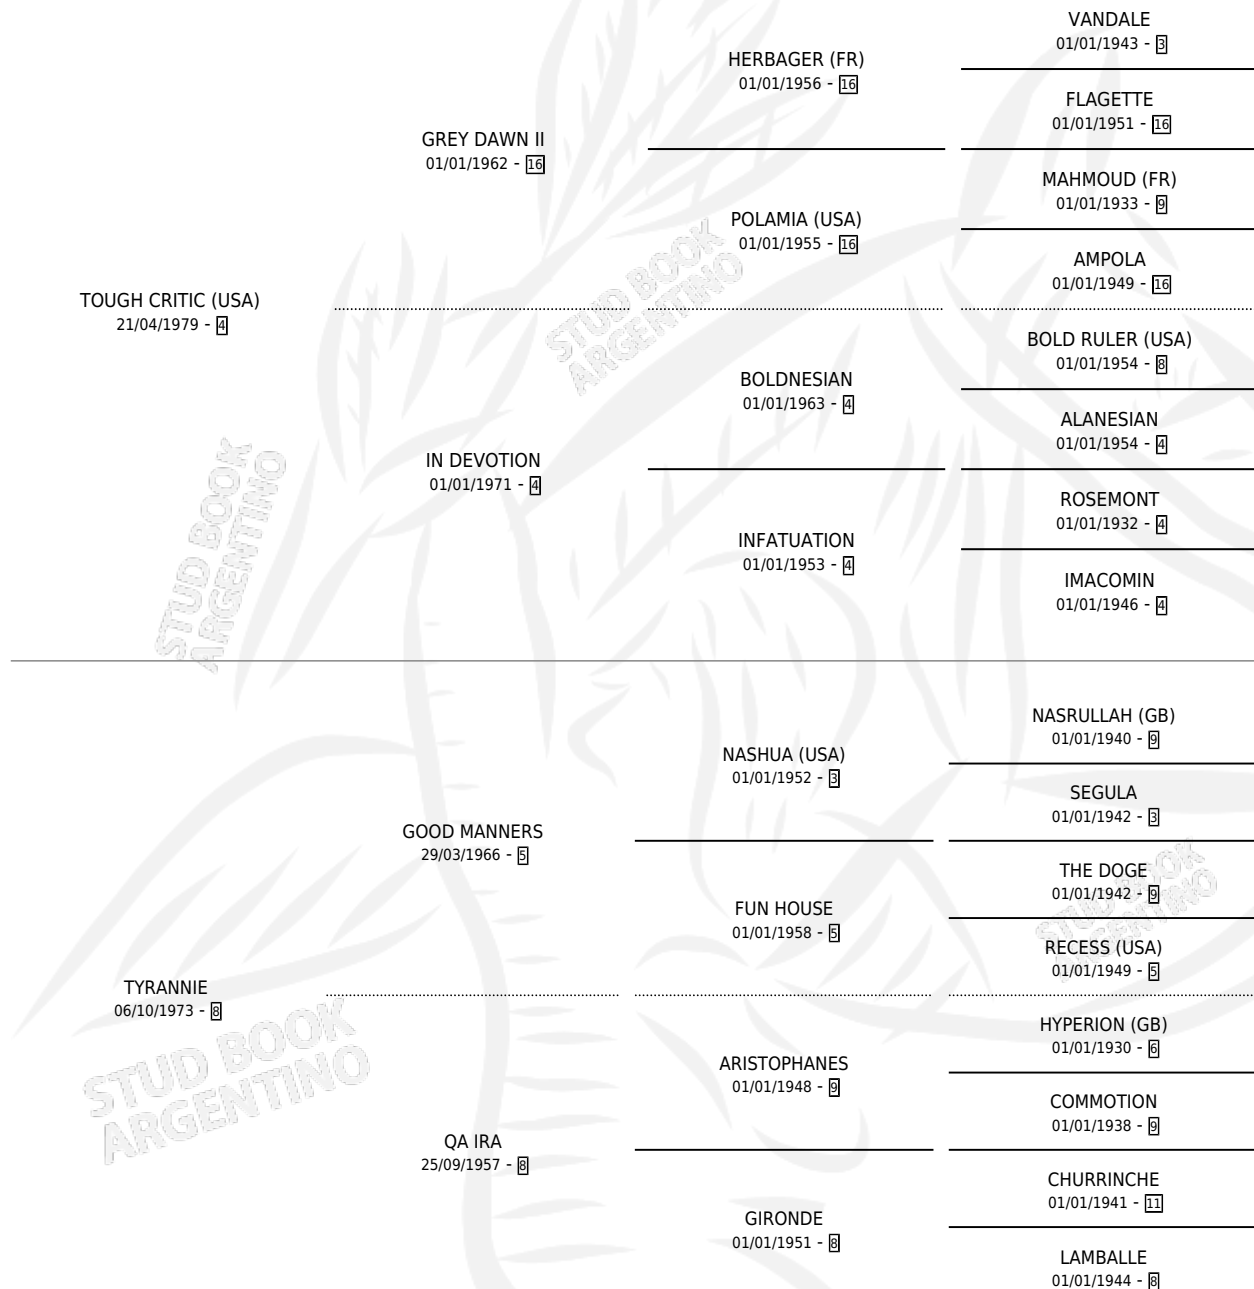 VANDALE
01/01/1943 - 3
HERBAGER (FR)
01/01/1956 - 16
FLAGETTE
01/01/1951 - 16
GREY DAWN II
01/01/1962 - 16
MAHMOUD (FR)
01/01/1933 - 9
POLAMIA (USA)
01/01/1955 - 16
AMPOLA
01/01/1949 - 16
TOUGH CRITIC (USA)
21/04/1979 - 4
STUD BOOK
ARGENTINO
BOLD RULER (USA)
01/01/1954 - 8
BOLDNESIAN
01/01/1963 - 4
ALANESIAN
01/01/1954 - 4
IN DEVOTION
01/01/1971 - 4
ROSEMONT
01/01/1932 - 4
INFATUATION
01/01/1953 - 4
IMACOMIN
01/01/1946 - 4
STUD BOOK
ARGENTINO
NASRULLAH (GB)
01/01/1940 - 9
NASHUA (USA)
01/01/1952 - 3
SEGULA
01/01/1942 - 3
GOOD MANNERS
29/03/1966 - 5
THE DOGE
01/01/1942 - 9
FUN HOUSE
01/01/1958 - 5
RECESS (USA)
01/01/1949 - 5
STUD BOOK
ARGENTINO
TYRANNIE
06/10/1973 - 8
HYPERION (GB)
01/01/1930 - 6
ARISTOPHANES
01/01/1948 - 9
COMMOTION
01/01/1938 - 9
QA IRA
25/09/1957 - 8
CHURRINCHE
01/01/1941 - 11
GIRONDE
01/01/1951 - 8
LAMBALLE
01/01/1944 - 8
STUD BOOK
ARGENTINO